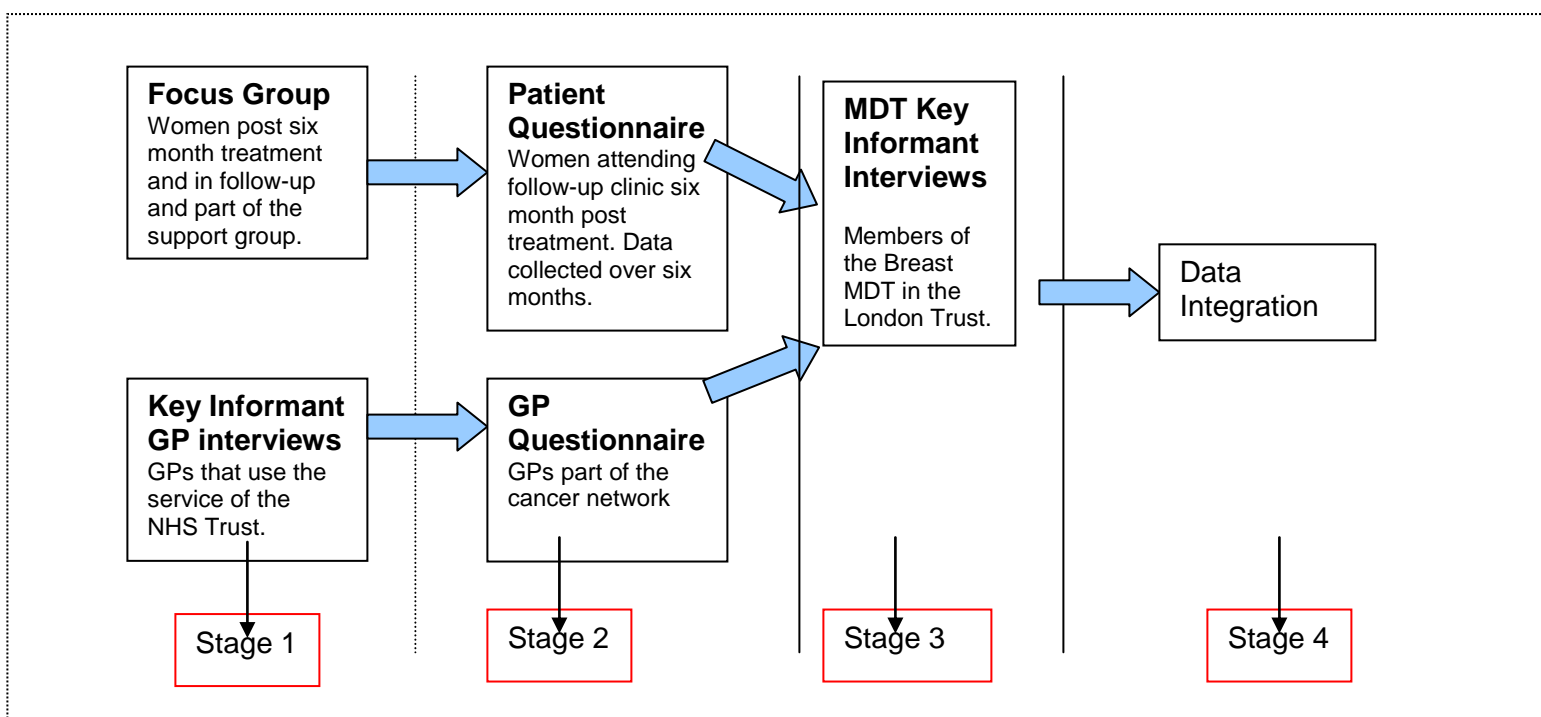 Focus Group
Women post six
month treatment
and in follow-up
and part of the
support group.
Patient
Questionnaire
Women attending
follow-up clinic six
month post
treatment. Data
collected over six
months.
MDT Key
Informant
Interviews
Members of
the Breast
MDT in the
London Trust.
Data
Integration
Key Informant
GP interviews
GPs that use the
service of the
NHS Trust.
GP
Questionnaire
GPs part of the
cancer network
Stage 1
Stage 2
Stage 3
Stage 4